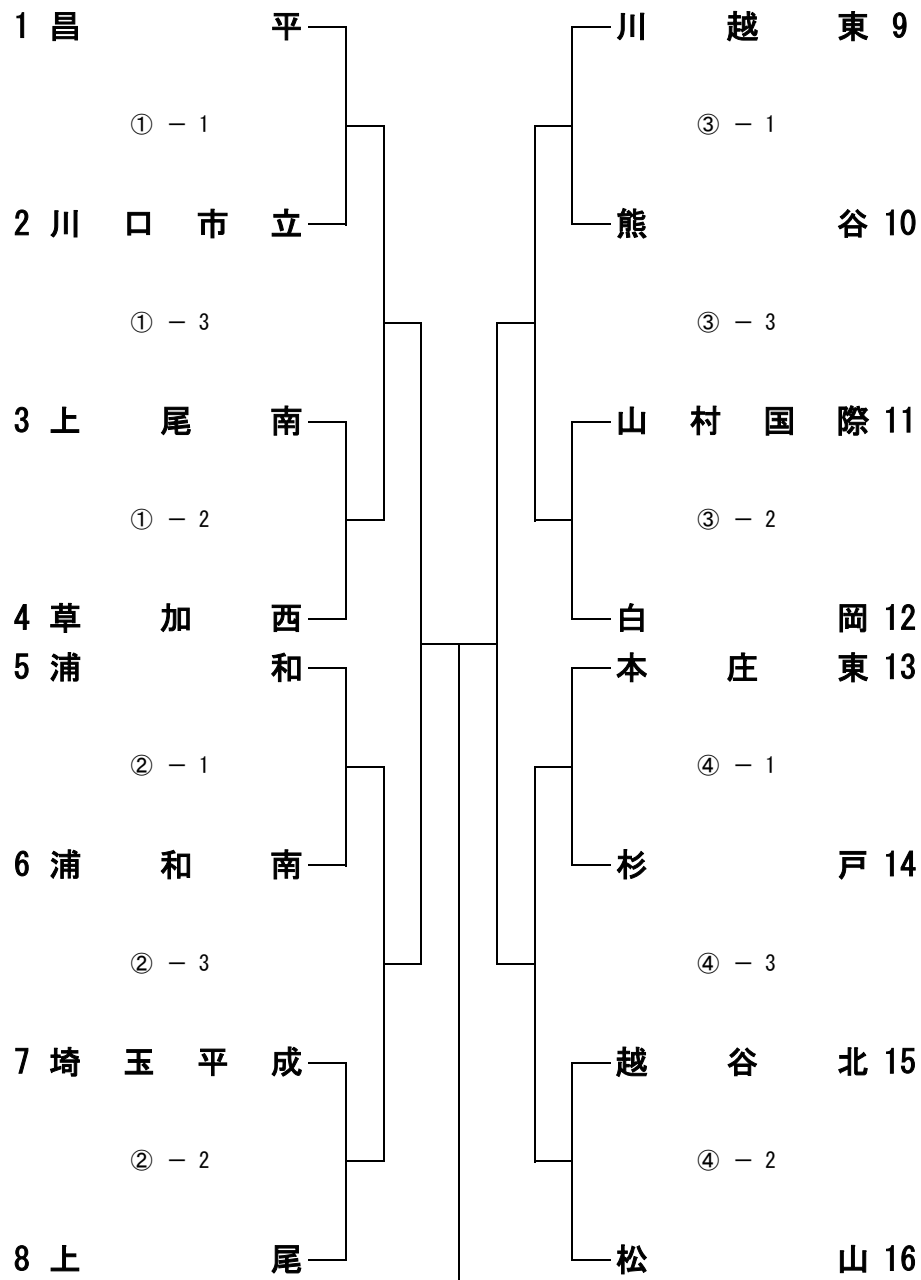 1 昌平
① － 1
2 川口市立
① － 3
3 上尾南
① － 2
4 草加西
5 浦和
② － 1
6 浦和南
② － 3
7 埼玉平成
② － 2
8 上尾
川越東 9
③ － 1
熊谷 10
③ － 3
山村国際 11
③ － 2
白岡 12
本庄東 13
④ － 1
杉戸 14
④ － 3
越谷北 15
④ － 2
松山 16